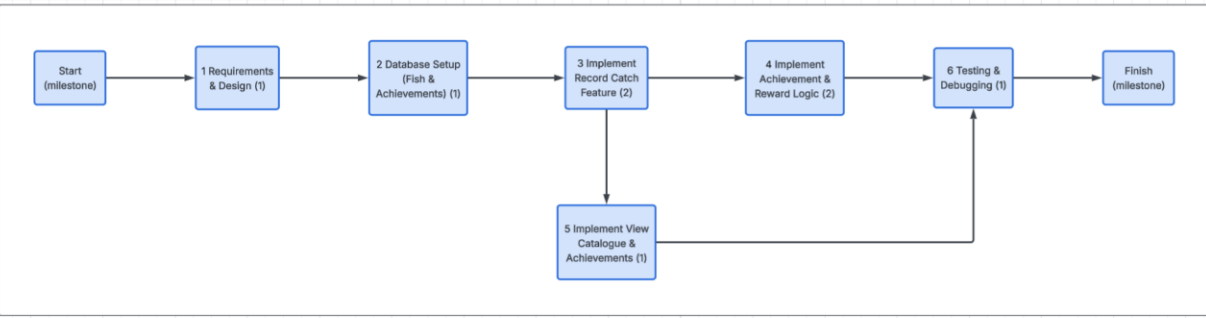 Start
(milestone)
1 Requirements
& Design (1)
2 Database Setup
(Fish &
Achievements) (1)
3 Implement
Record Catch
Feature (2)
4 Implement
Achievement &
Reward Logic (2)
6 Testing &
Debugging (1)
Finish
(milestone)
5 Implement View
Catalogue &
Achievements (1)